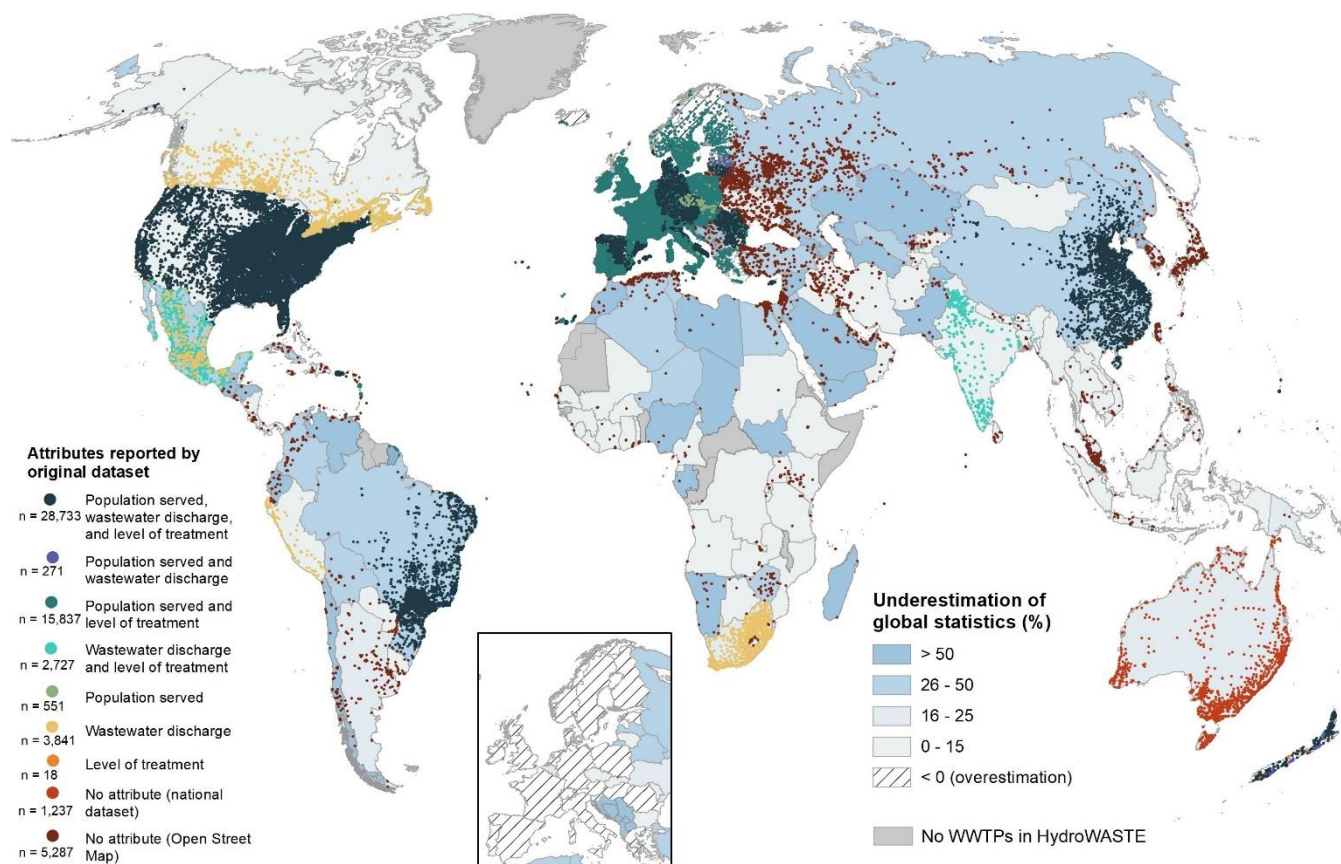 Attributes reported by
original dataset
n = 28,733
Population served,
wastewater discharge,
and level of treatment
n = 271
Population served and
wastewater discharge
n = 15,837
Population served and
level of treatment
n = 2,727
Wastewater discharge
and level of treatment
n = 551
Population served
n = 3,841
Wastewater discharge
n = 18
Level of treatment
n = 1,237
No attribute (national
dataset)
n = 5,287
No attribute (Open Street
Map)
Underestimation of
global statistics (%)
> 50
26 - 50
16 - 25
0 - 15
< 0 (overestimation)
No WWTPs in HydroWASTE